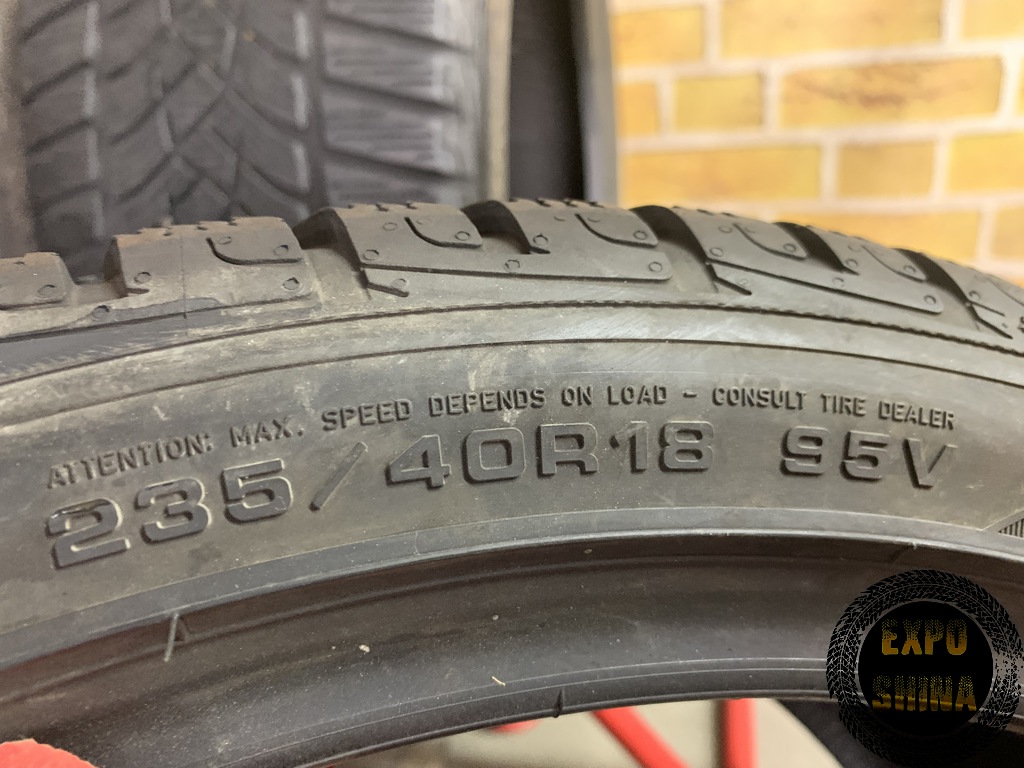 ATTENTION: MAX. SPEED DEPENDS ON LOAD - CONSULT TIRE DEALER
235/40R18 95V
EXPO
SHINA